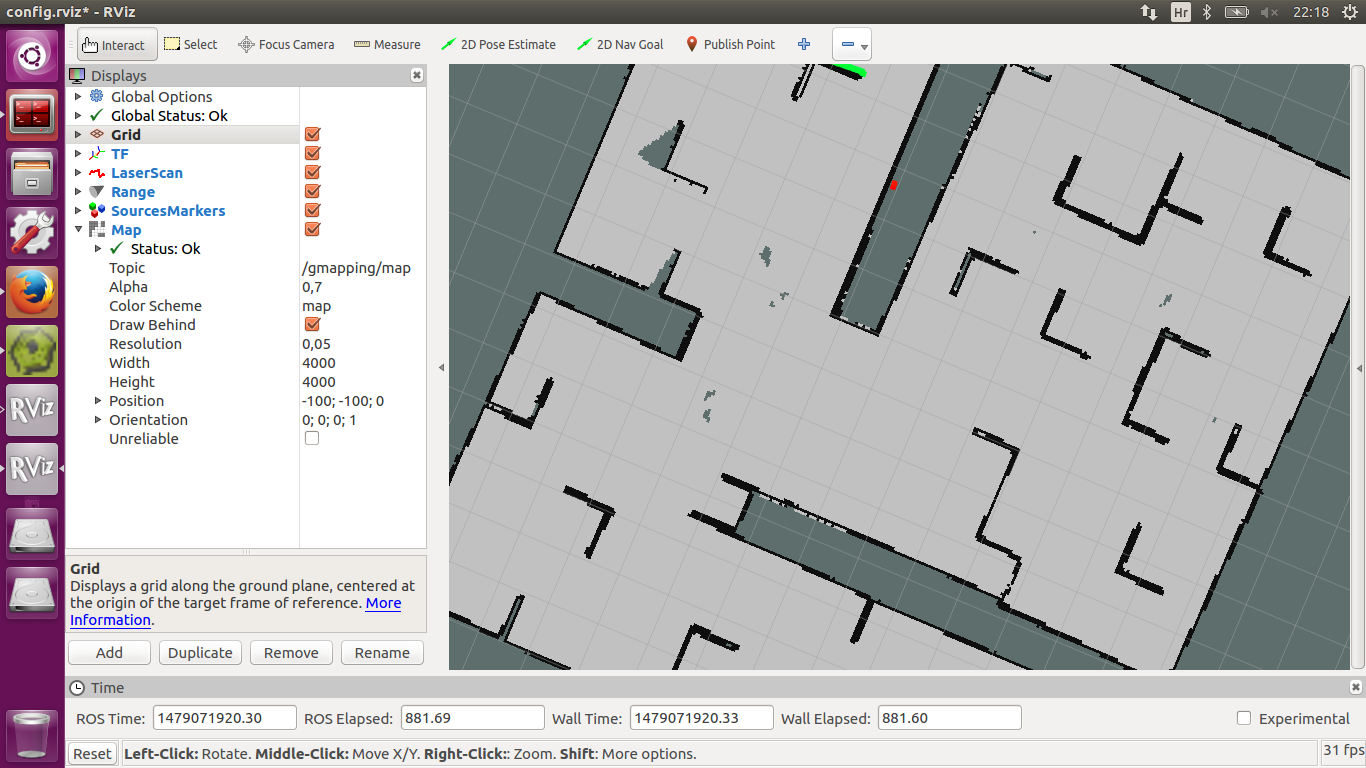 config.rviz* - RViz
Hr
22:18
Interact
Select
Focus Camera
Measure
2D Pose Estimate
2D Nav Goal
Publish Point
Displays
Global Options
Global Status: Ok
Grid
TF
LaserScan
Range
SourcesMarkers
Map
Status: Ok
Topic /gmapping/map
Alpha 0,7
Color Scheme map
Draw Behind
Resolution 0,05
Width 4000
Height 4000
Position -100; -100; 0
Orientation 0; 0; 0; 1
Unreliable
RViz
RViz
Grid
Displays a grid along the ground plane, centered at
the origin of the target frame of reference. More
Information.
Add Duplicate Remove Rename
Time
ROS Time: 1479071920.30 ROS Elapsed: 881.69 Wall Time: 1479071920.33 Wall Elapsed: 881.60 Experimental
Reset Left-Click: Rotate. Middle-Click: Move X/Y. Right-Click:: Zoom. Shift: More options. 31 fps